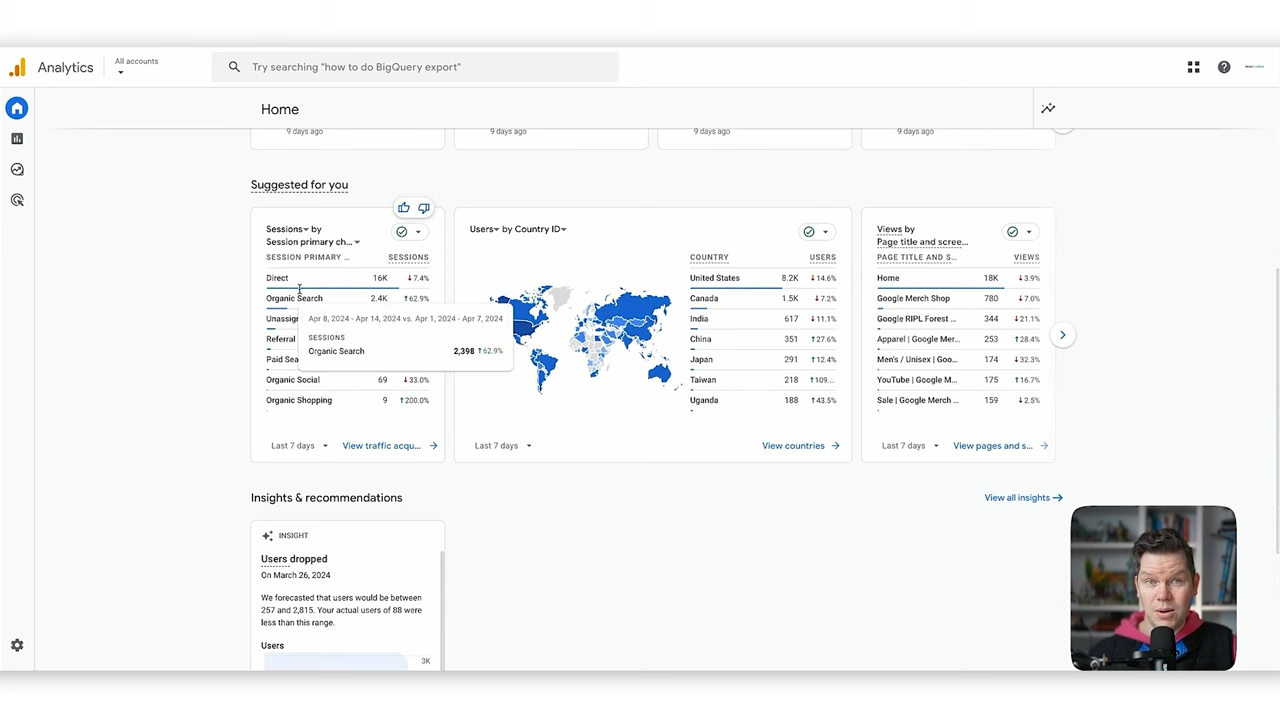 Analytics
All accounts
Try searching "how to do BigQuery export"
Home
9 days ago
9 days ago
9 days ago
9 days ago
Suggested for you
Sessions by
Session primary ch...
SESSION PRIMARY ...
SESSIONS
Direct 16K ↓7.4%
Organic Search 2.4K ↑62.9%
Unassig
Referral
Paid Sea
Organic Social 69 ↓33.0%
Organic Shopping 9 ↑200.0%
Last 7 days
View traffic acqu... →
Apr 8, 2024 - Apr 14, 2024 vs. Apr 1, 2024 - Apr 7, 2024
SESSIONS
Organic Search 2,398 ↑62.9%
Users by Country ID
COUNTRY USERS
United States 8.2K ↓14.6%
Canada 1.5K ↓7.2%
India 617 ↓11.1%
China 351 ↑27.6%
Japan 291 ↑12.4%
Taiwan 218 ↑109...
Uganda 188 ↑43.5%
Last 7 days
View countries →
Views by
Page title and scree...
PAGE TITLE AND S... VIEWS
Home 18K ↓3.9%
Google Merch Shop 780 ↓7.0%
Google RIPL Forest ... 344 ↓21.1%
Apparel | Google Mer... 253 ↑28.4%
Men's / Unisex | Goo... 174 ↓32.3%
YouTube | Google M... 175 ↑16.7%
Sale | Google Merch ... 159 ↓2.5%
Last 7 days
View pages and s... →
Insights & recommendations
View all insights →
INSIGHT
Users dropped
On March 26, 2024
We forecasted that users would be between
257 and 2,815. Your actual users of 88 were
less than this range.
Users
3K